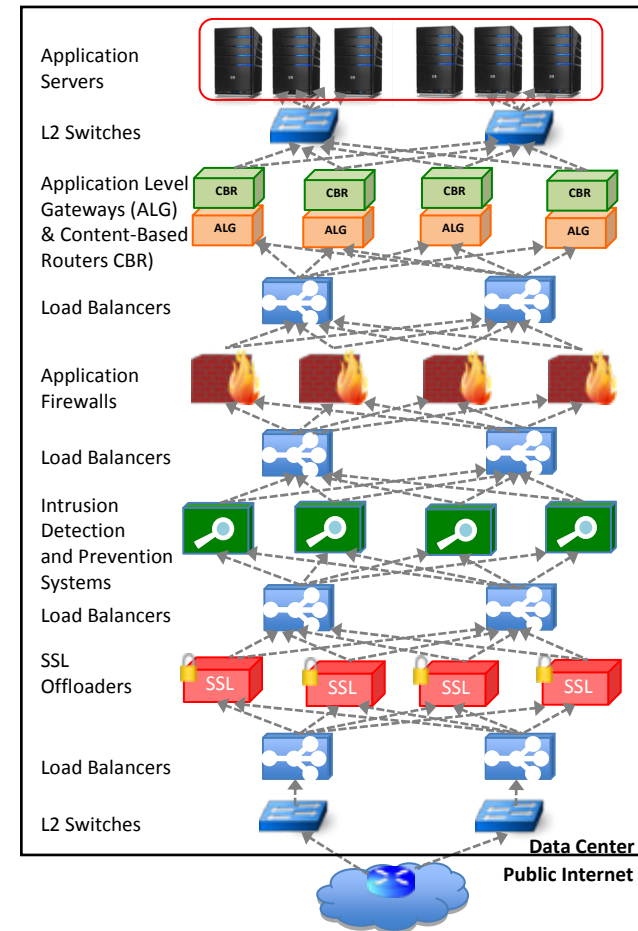 Application
Servers
L2 Switches
CBR CBR CBR CBR
Application Level
Gateways (ALG)
& Content-Based
Routers CBR)
ALG ALG ALG ALG
Load Balancers
Application
Firewalls
Load Balancers
Intrusion
Detection
and Prevention
Systems
Load Balancers
SSL
Offloaders
SSL SSL SSL SSL
Load Balancers
L2 Switches
Data Center
Public Internet